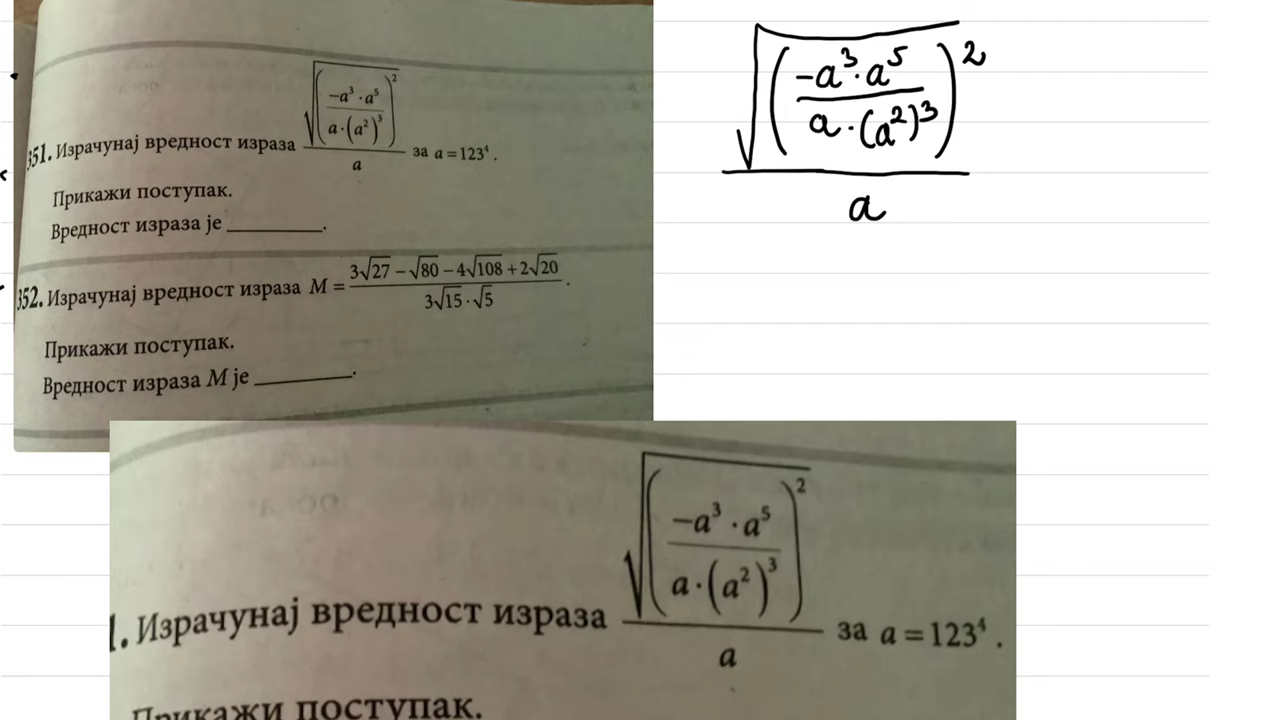 351. Израчунај вредност израза √((-a³ · a⁵)/(a · (a²)³))² / a за a = 123⁴.
Прикажи поступак.
Вредност израза је ________.
352. Израчунај вредност израза M = (3√27 − √80 − 4√108 + 2√20)/(3√15 · √5).
Прикажи поступак.
Вредност израза M је ________.
√((-a³ · a⁵)/(a · (a²)³))² / a
1. Израчунај вредност израза √((-a³ · a⁵)/(a · (a²)³))² / a за a = 123⁴.
Прикажи поступак.